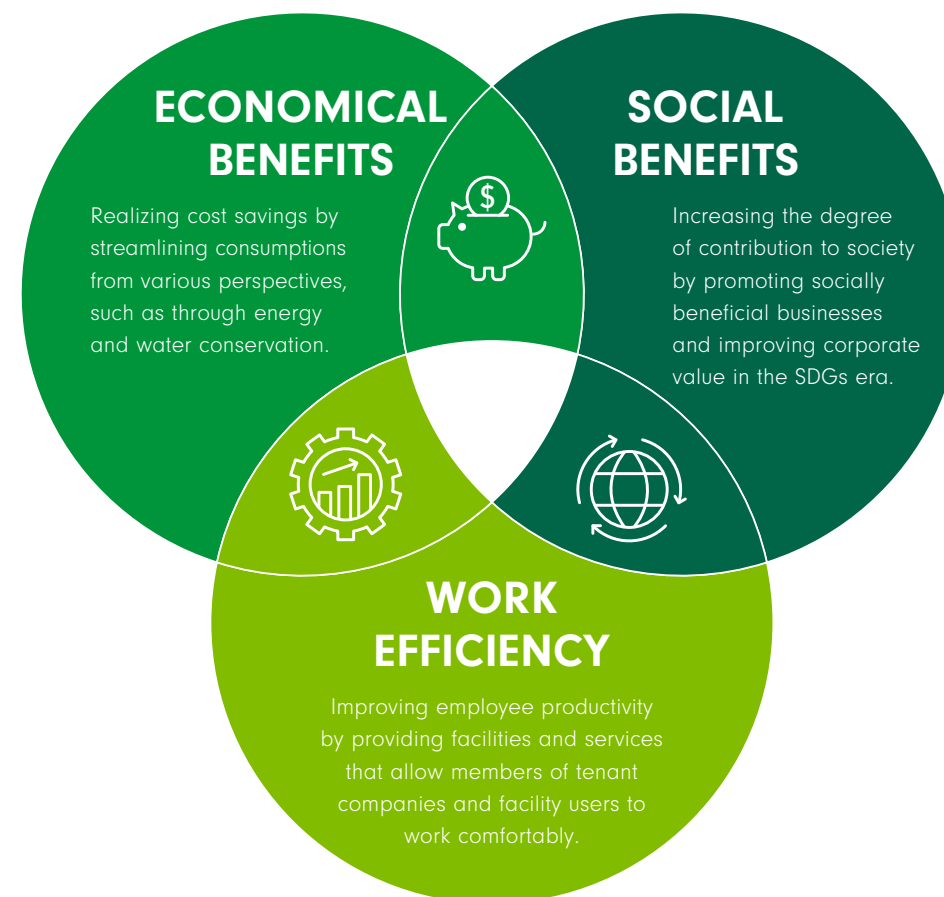 ECONOMICAL
BENEFITS
Realizing cost savings by
streamlining consumptions
from various perspectives,
such as through energy
and water conservation.
$
SOCIAL
BENEFITS
Increasing the degree
of contribution to society
by promoting socially
beneficial businesses
and improving corporate
value in the SDGs era.
WORK
EFFICIENCY
Improving employee productivity
by providing facilities and services
that allow members of tenant
companies and facility users to
work comfortably.